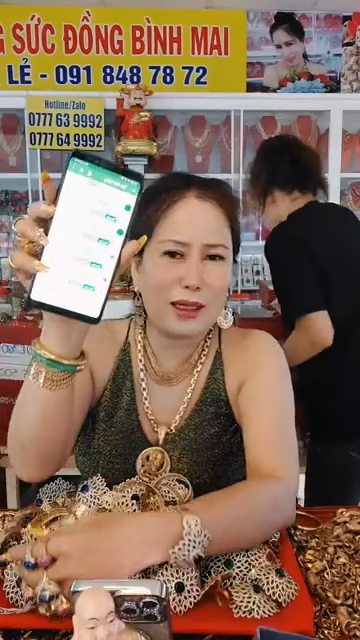 G SỨC ĐỒNG BÌNH MAI
LẺ - 091 848 78 72
Hotline/Zalo
0777 63 9992
0777 64 9992